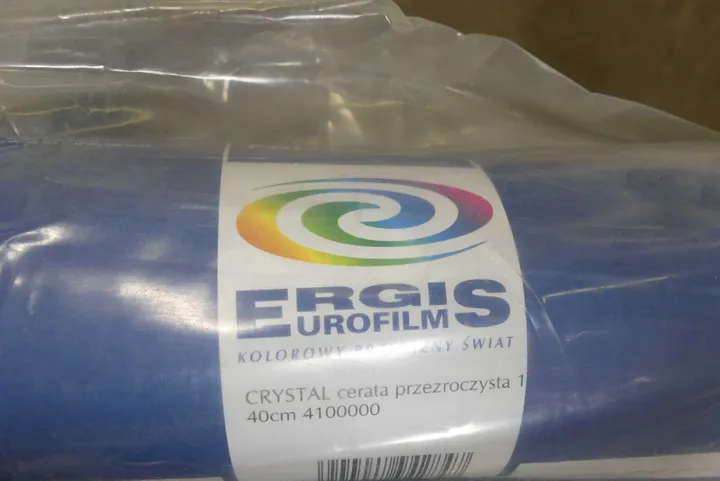 ERGIS
EUROFILM
KOLOROWY ŚWIAT
CRYSTAL cerata przezroczysta 1
40cm 4100000